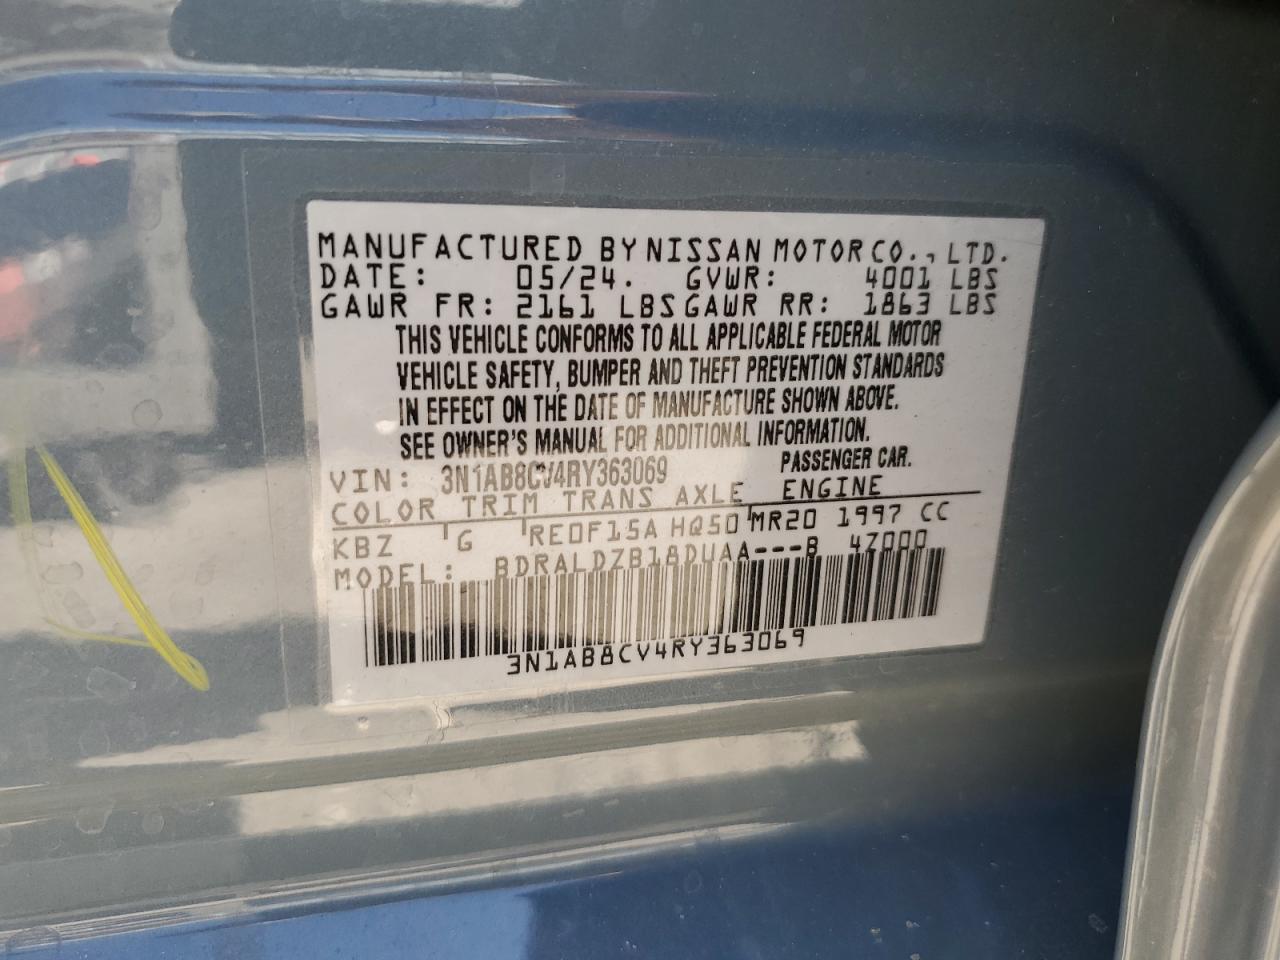 MANUFACTURED BY NISSAN MOTOR CO., LTD.
DATE: 05/24. GVWR: 4001 LBS
GAWR FR: 2161 LBS GAWR RR: 1863 LBS
THIS VEHICLE CONFORMS TO ALL APPLICABLE FEDERAL MOTOR
VEHICLE SAFETY, BUMPER AND THEFT PREVENTION STANDARDS
IN EFFECT ON THE DATE OF MANUFACTURE SHOWN ABOVE.
SEE OWNER'S MANUAL FOR ADDITIONAL INFORMATION.
VIN: 3N1AB8CV4RY363069 PASSENGER CAR.
COLOR TRIM TRANS AXLE ENGINE
KBZ G RE0F15A HQ50 MR20 1997 CC
MODEL: BDRALDZB18DUAA---B 4Z000
3N1AB8CV4RY363069